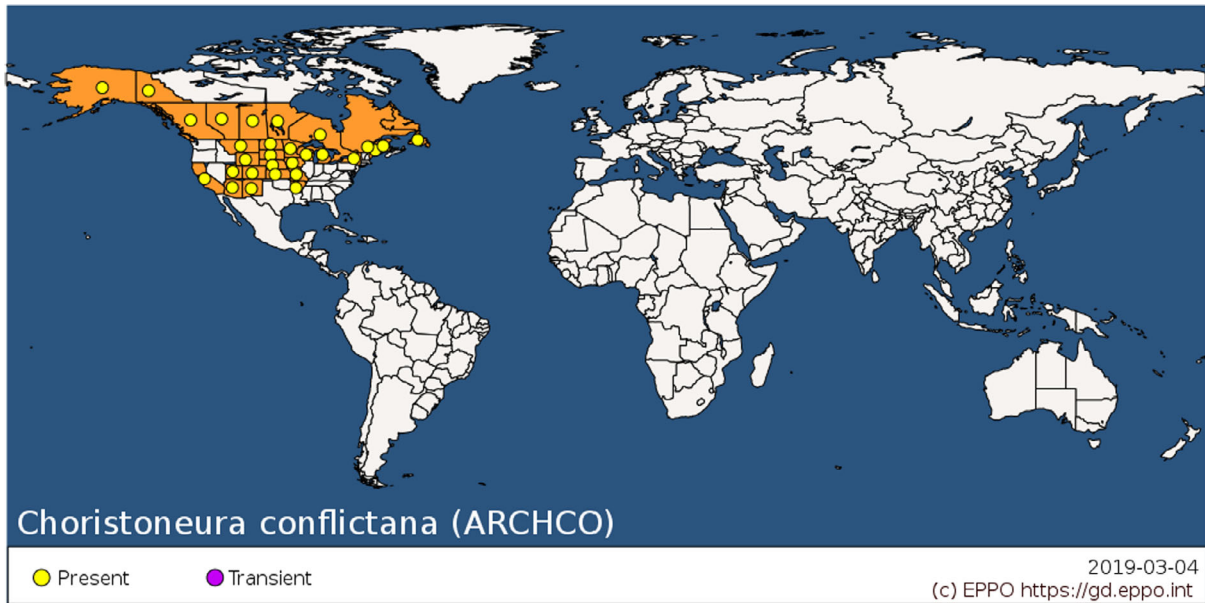 Choristoneura conflictana (ARCHCO)
Present
Transient
2019-03-04
(c) EPPO https://gd.eppo.int